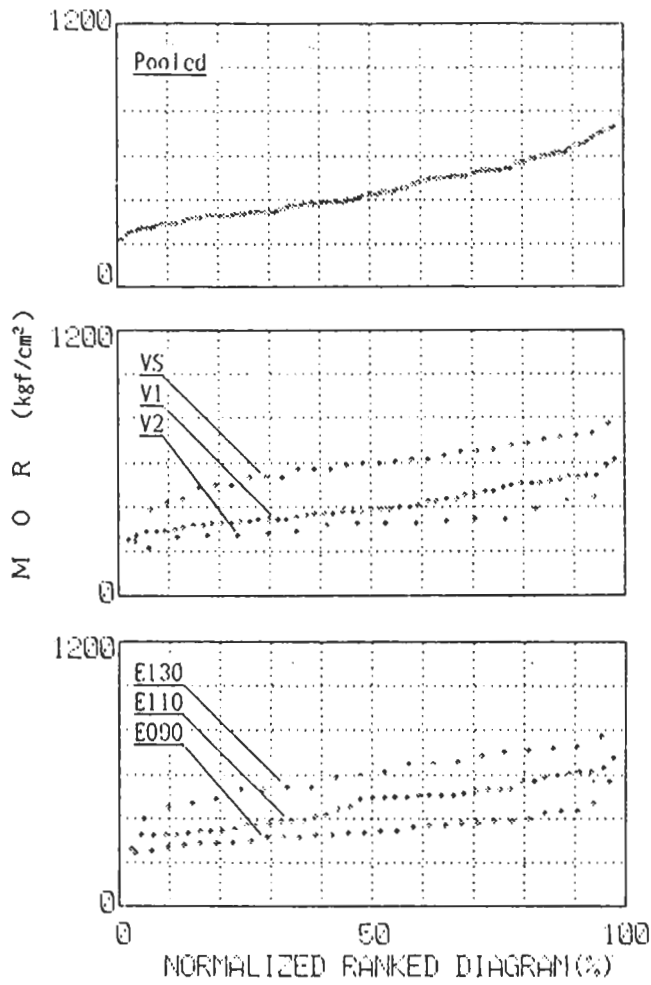 1200
Pooled
0
M O R (kgf/cm²)
1200
VS
V1
V2
0
1200
E130
E110
E090
0
0 50 100
NORMALIZED RANKED DIAGRAM(%)